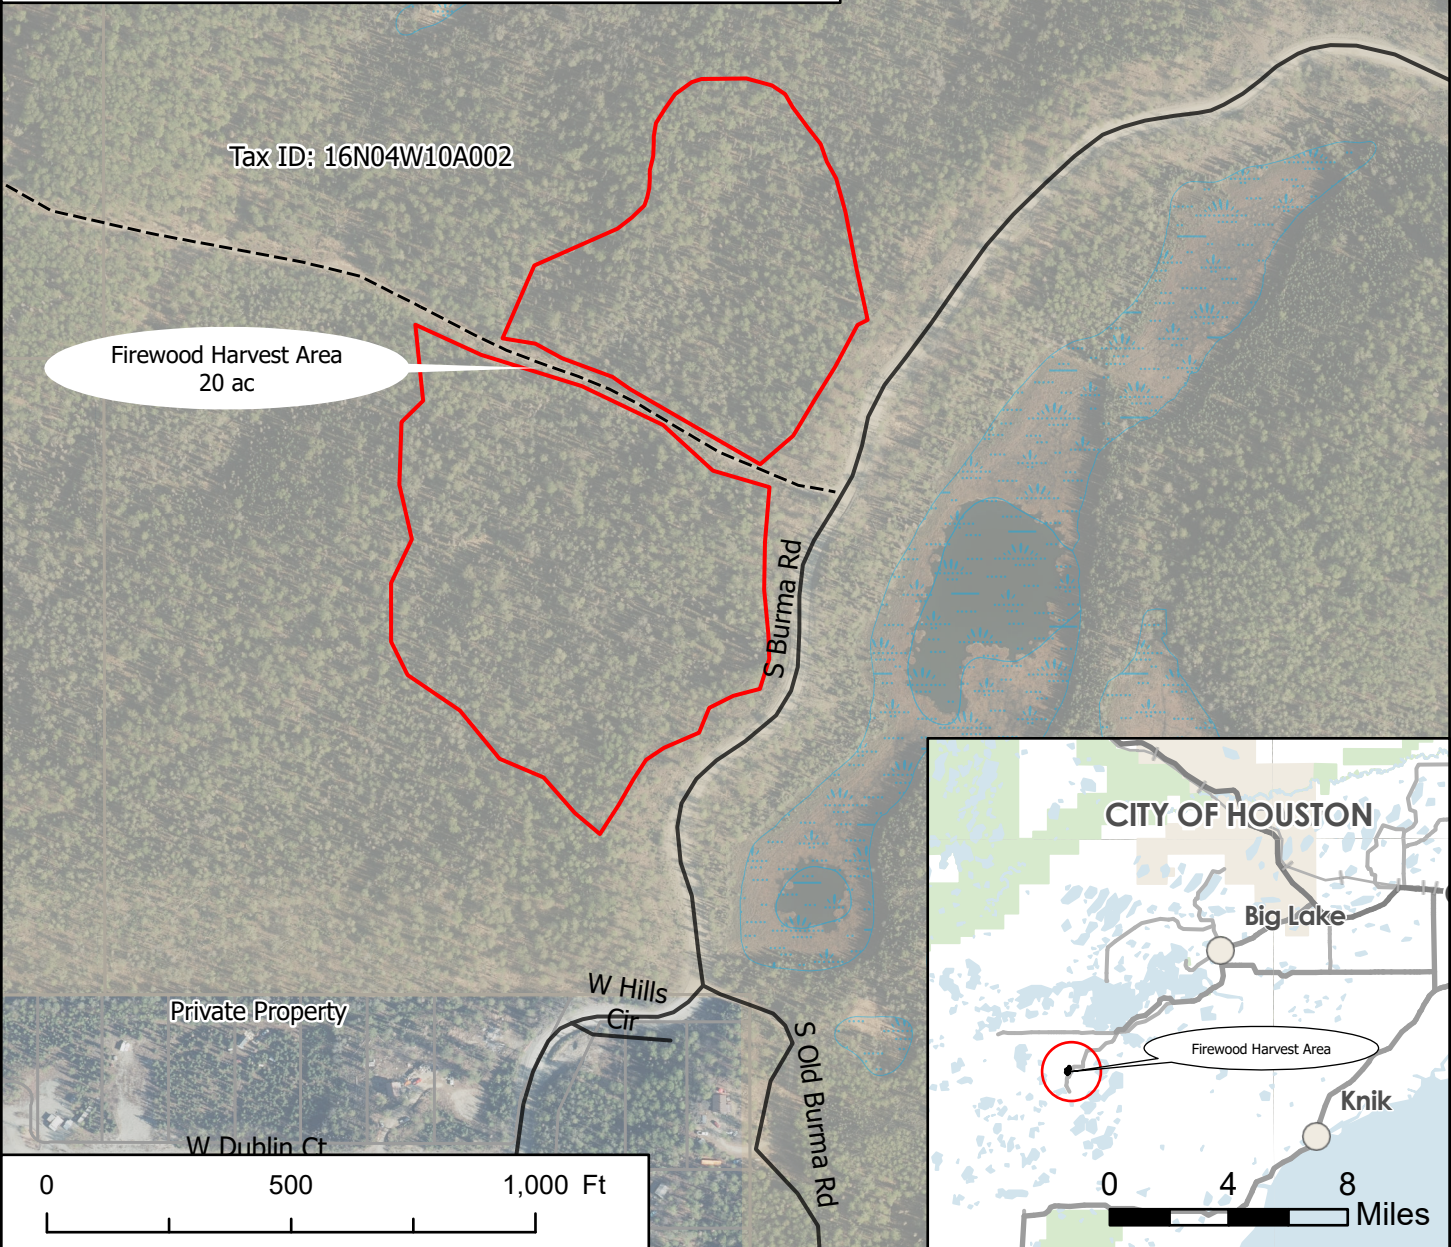 Tax ID: 16N04W10A002
Firewood Harvest Area
20 ac
S Burma Rd
W Hills
Cir
Private Property
S Old Burma Rd
W Dublin Ct
0 500 1,000 Ft
CITY OF HOUSTON
Big Lake
Firewood Harvest Area
Knik
0 4 8
Miles